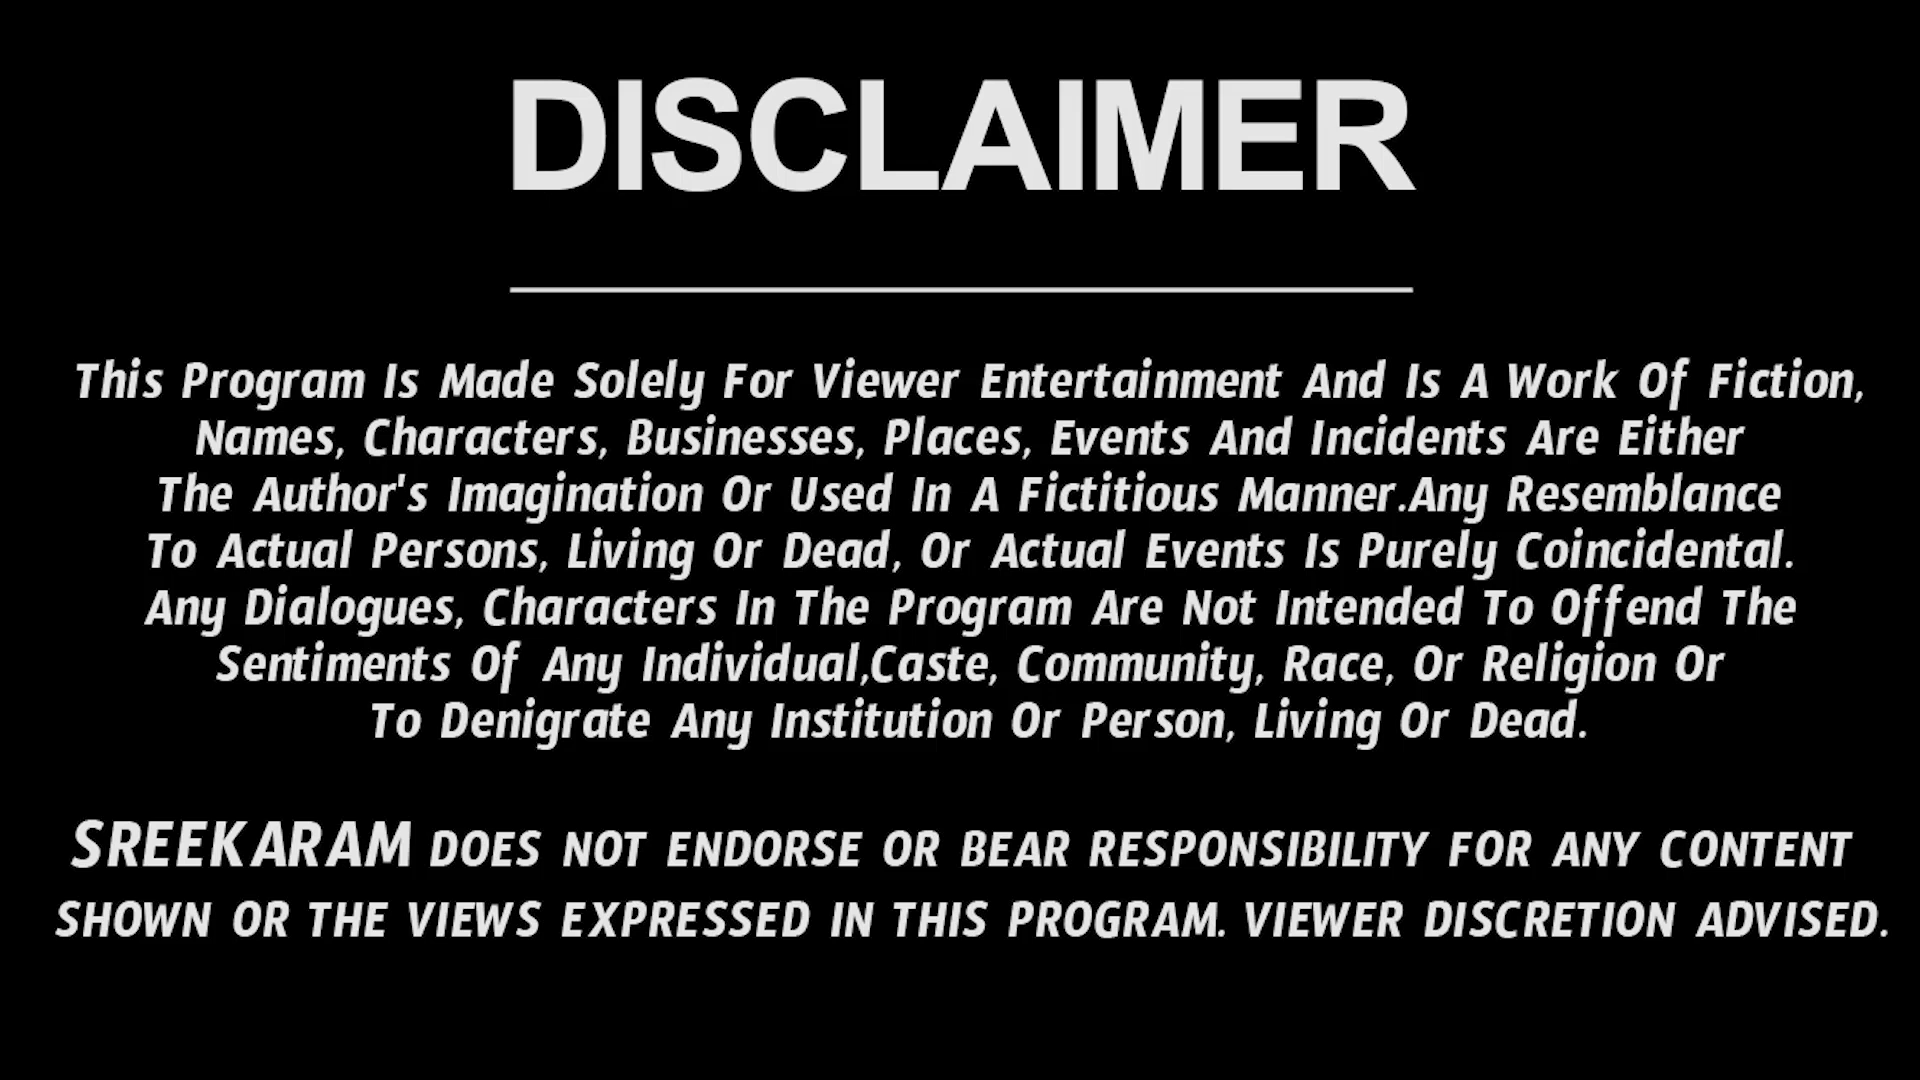 DISCLAIMER
This Program Is Made Solely For Viewer Entertainment And Is A Work Of Fiction,
Names, Characters, Businesses, Places, Events And Incidents Are Either
The Author's Imagination Or Used In A Fictitious Manner.Any Resemblance
To Actual Persons, Living Or Dead, Or Actual Events Is Purely Coincidental.
Any Dialogues, Characters In The Program Are Not Intended To Offend The
Sentiments Of Any Individual,Caste, Community, Race, Or Religion Or
To Denigrate Any Institution Or Person, Living Or Dead.
SREEKARAM DOES NOT ENDORSE OR BEAR RESPONSIBILITY FOR ANY CONTENT
SHOWN OR THE VIEWS EXPRESSED IN THIS PROGRAM. VIEWER DISCRETION ADVISED.